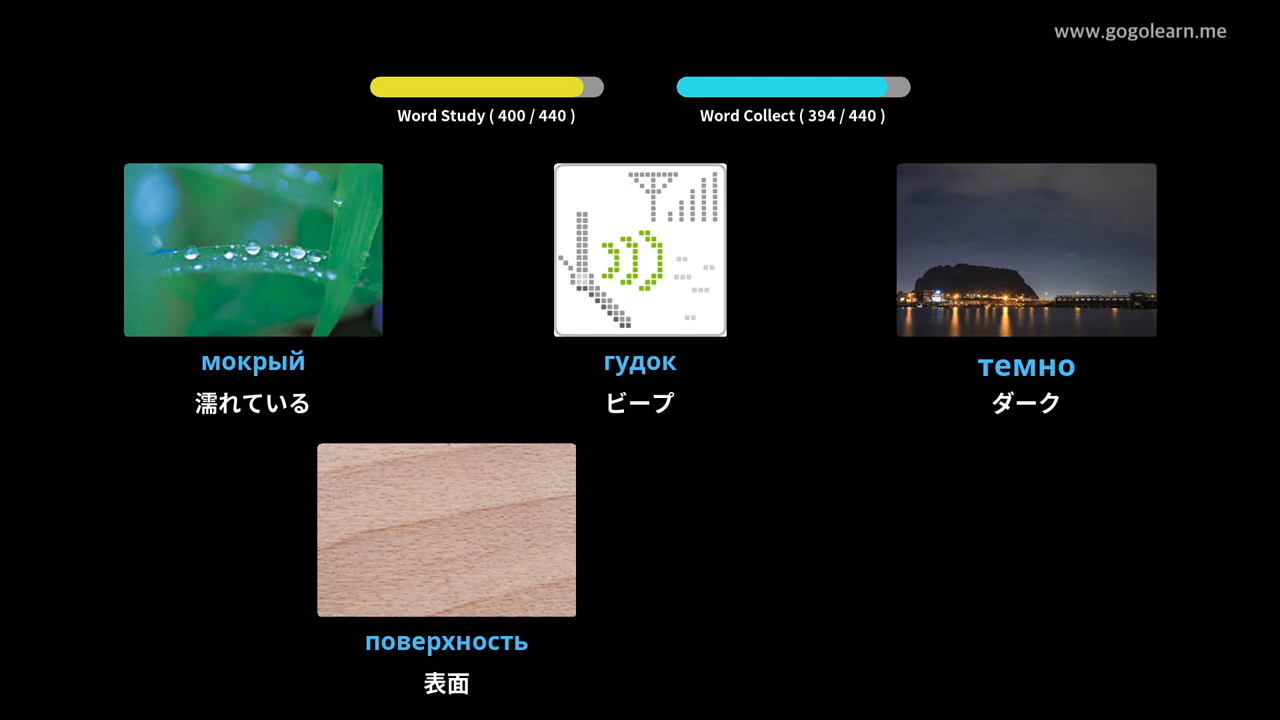 www.gogolearn.me
Word Study ( 400 / 440 )
Word Collect ( 394 / 440 )
мокрый
гудок
темно
濡れている
ビープ
ダーク
поверхность
表面